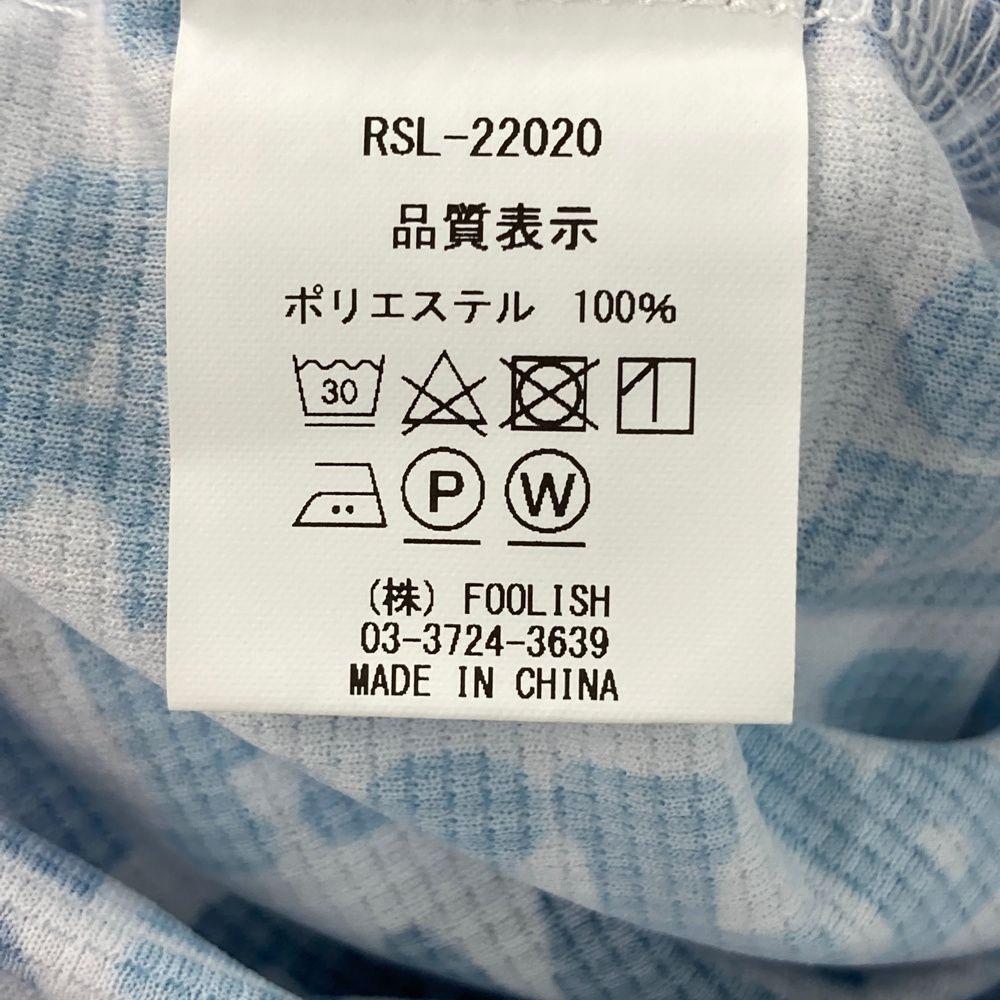 RSL-22020
品質表示
ポリエステル 100%
30
P W
(株) FOOLISH
03-3724-3639
MADE IN CHINA